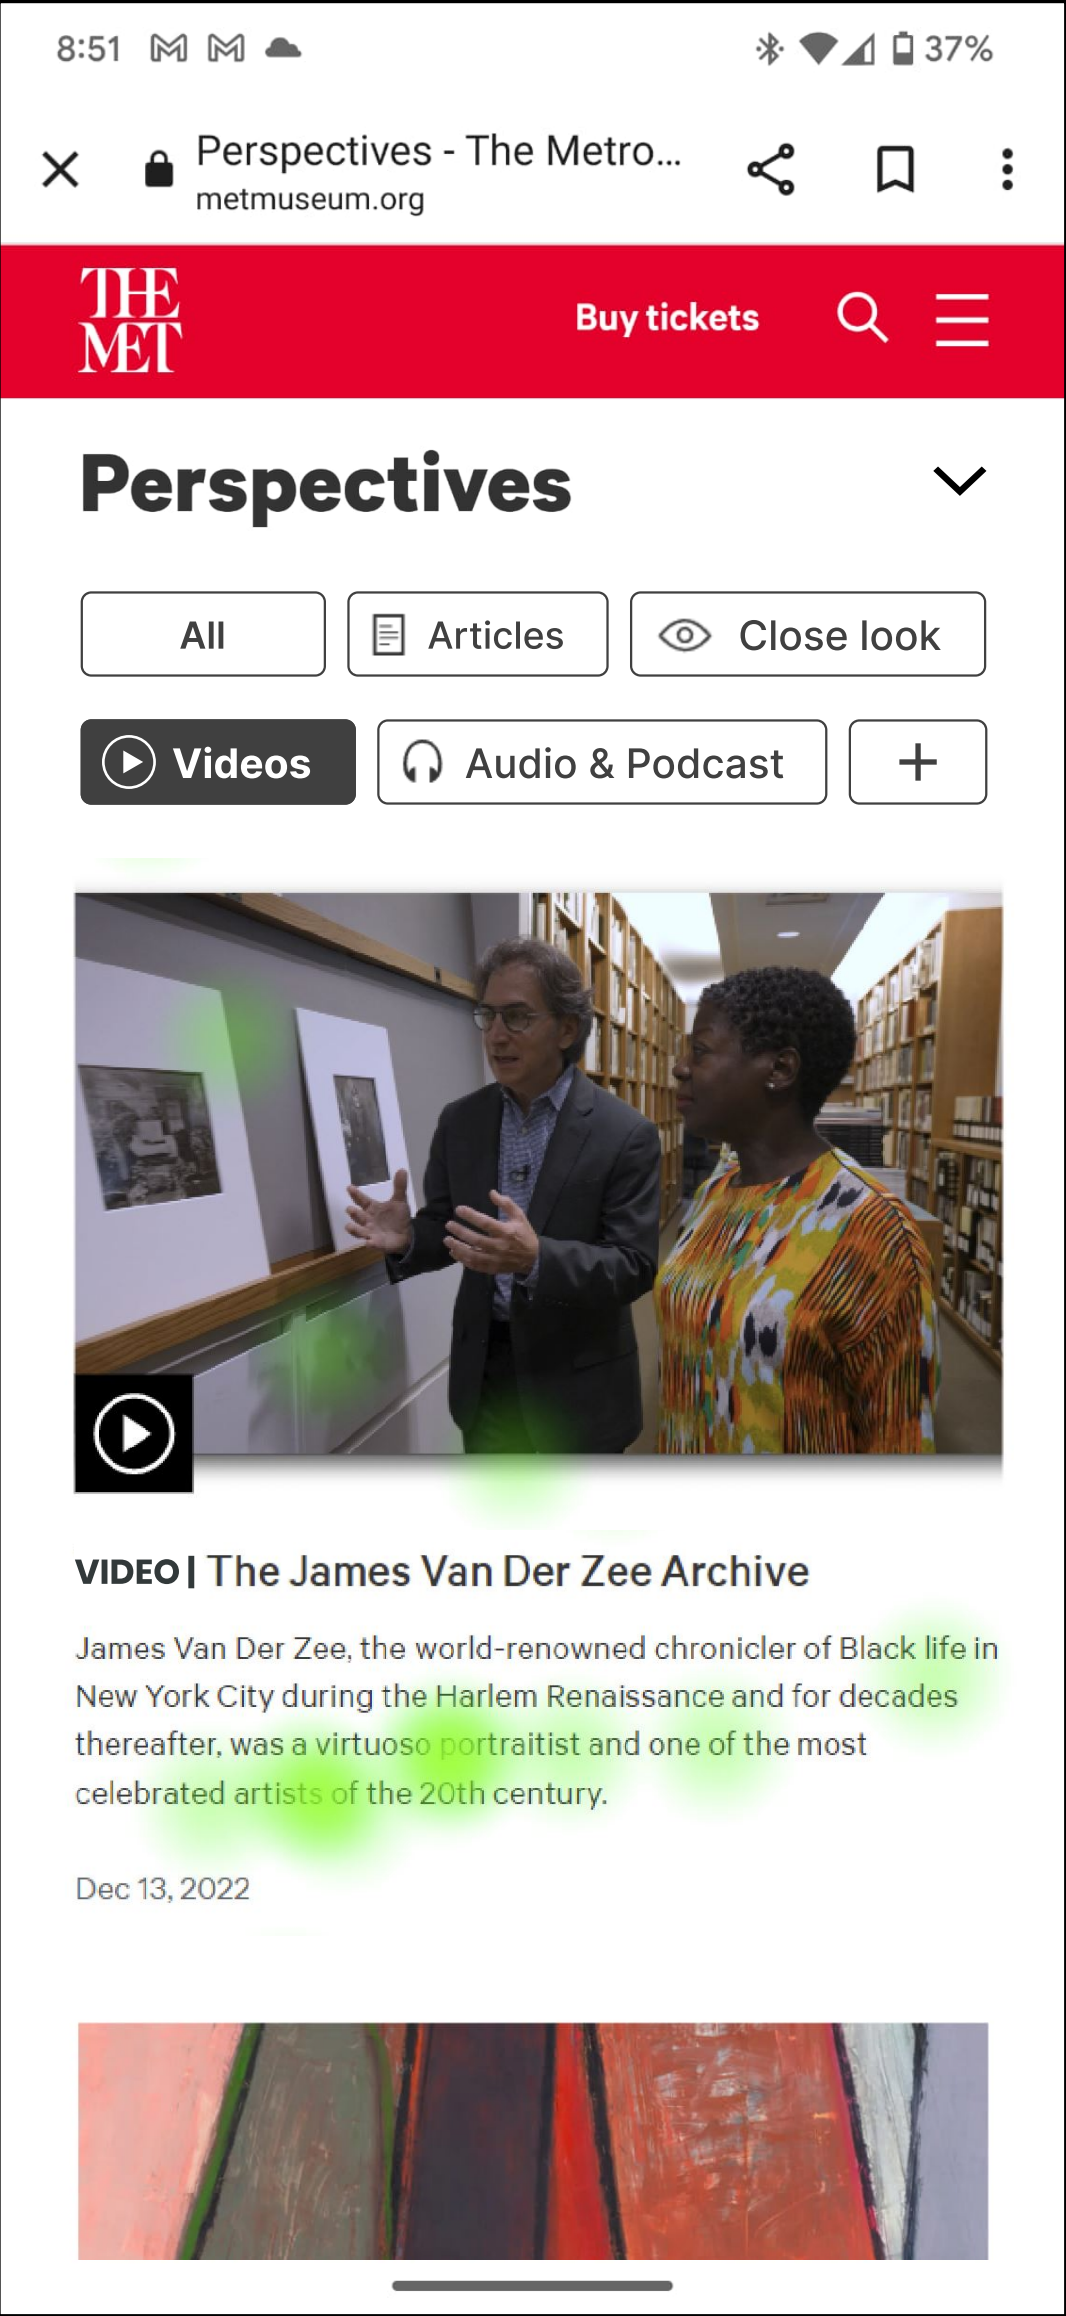 8:51 37%
Perspectives - The Metro...
metmuseum.org
THE
MET
Buy tickets
Perspectives
All Articles Close look
Videos Audio & Podcast +
VIDEO | The James Van Der Zee Archive
James Van Der Zee, the world-renowned chronicler of Black life in
New York City during the Harlem Renaissance and for decades
thereafter, was a virtuoso portraitist and one of the most
celebrated artists of the 20th century.
Dec 13, 2022